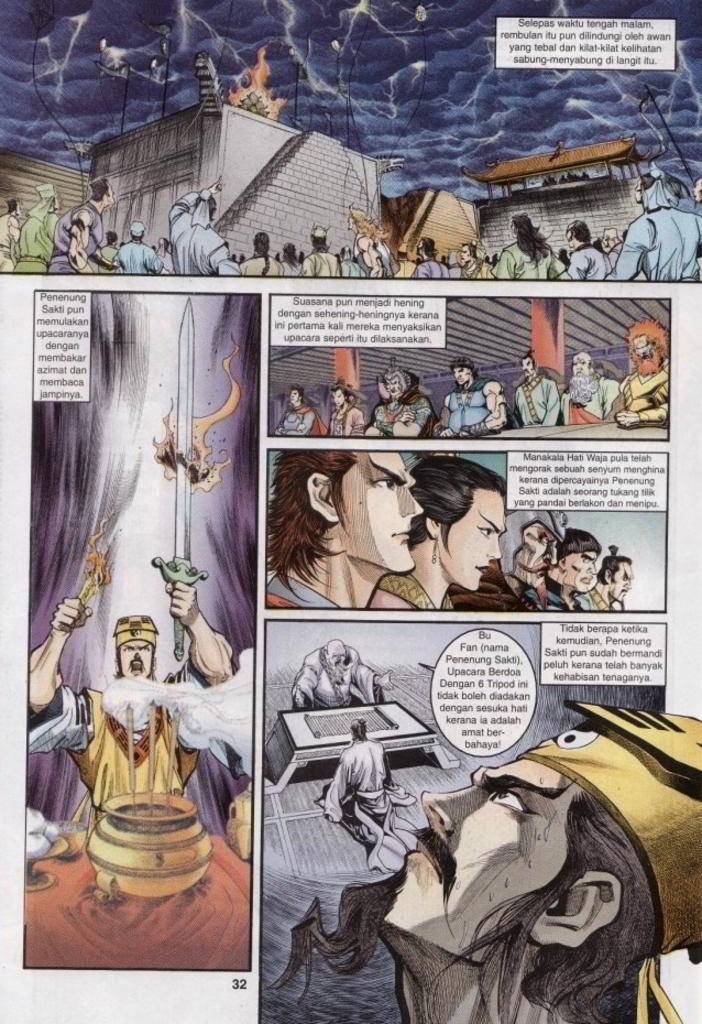 Selepas waktu tengah malam,
rembulan itu pun dilindungi oleh awan
yang tebal dan kilat-kilat kelihatan
sabung-menyabung di langit itu.
Penenung
Sakti pun
memulakan
upacaranya
dengan
membakar
azimat dan
membaca
jampinya.
Suasana pun menjadi hening
dengan sehening-heningnya kerana
ini pertama kali mereka menyaksikan
upacara seperti itu dilaksanakan.
Manakala Hati Waja pula telah
mengorak sebuah senyum menghina
kerana dipercayainya Penenung
Sakti adalah seorang tukang tilik
yang pandai berlakon dan menipu.
Bu
Fan (nama
Penenung Sakti),
Upacara Berdoa
Dengan 6 Tripod ini
tidak boleh diadakan
dengan sesuka hati
kerana ia adalah
amat ber-
bahaya!
Tidak berapa ketika
kemudian, Penenung
Sakti pun sudah bermandi
peluh kerana telah banyak
kehabisan tenaganya.
32